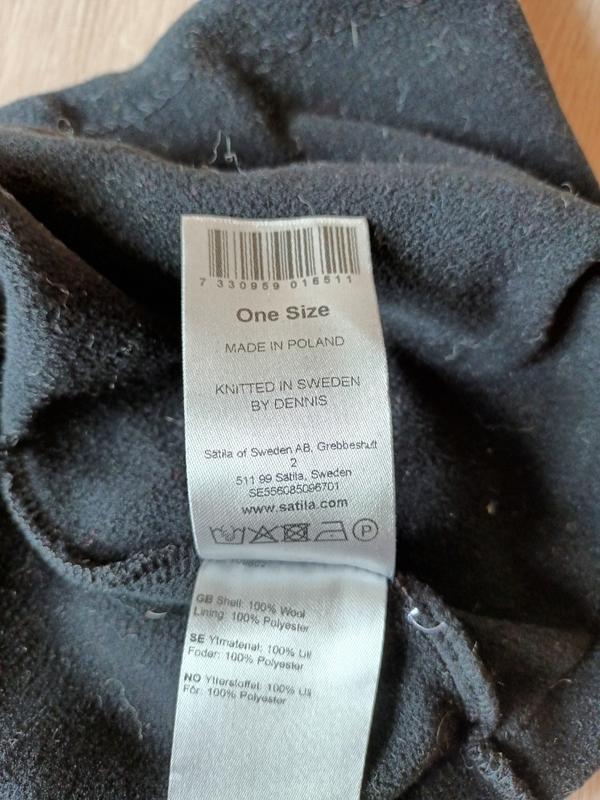 7 330959 016511
One Size
MADE IN POLAND
KNITTED IN SWEDEN
BY DENNIS
Sätila of Sweden AB, Grebbeshult
2
511 99 Sätila, Sweden
SE556085096701
www.satila.com
P
GB Shell: 100% Wool
Lining: 100% Polyester
SE Ytmaterial: 100% Ull
Foder: 100% Polyester
NO Ytterstoffet: 100% Ull
Fôr: 100% Polyester